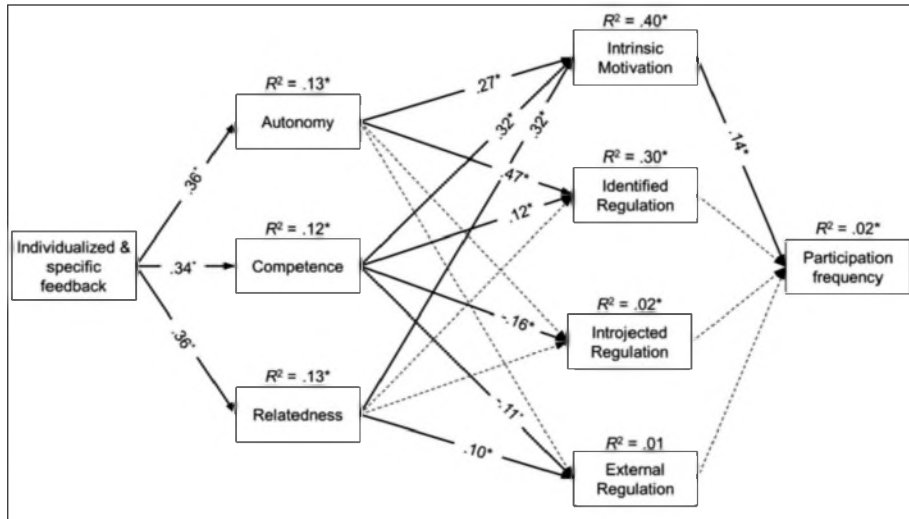 R² = .40*
Intrinsic
Motivation
R² = .13*
Autonomy
.27*
.32*
.32*
.14*
.36*
.47*
R² = .30*
Identified
Regulation
.12*
Individualized &
specific
feedback
.34*
R² = .12*
Competence
R² = .02*
Participation
frequency
-.16*
R² = .02*
Introjected
Regulation
.36*
R² = .13*
Relatedness
-.11*
.10*
R² = .01
External
Regulation